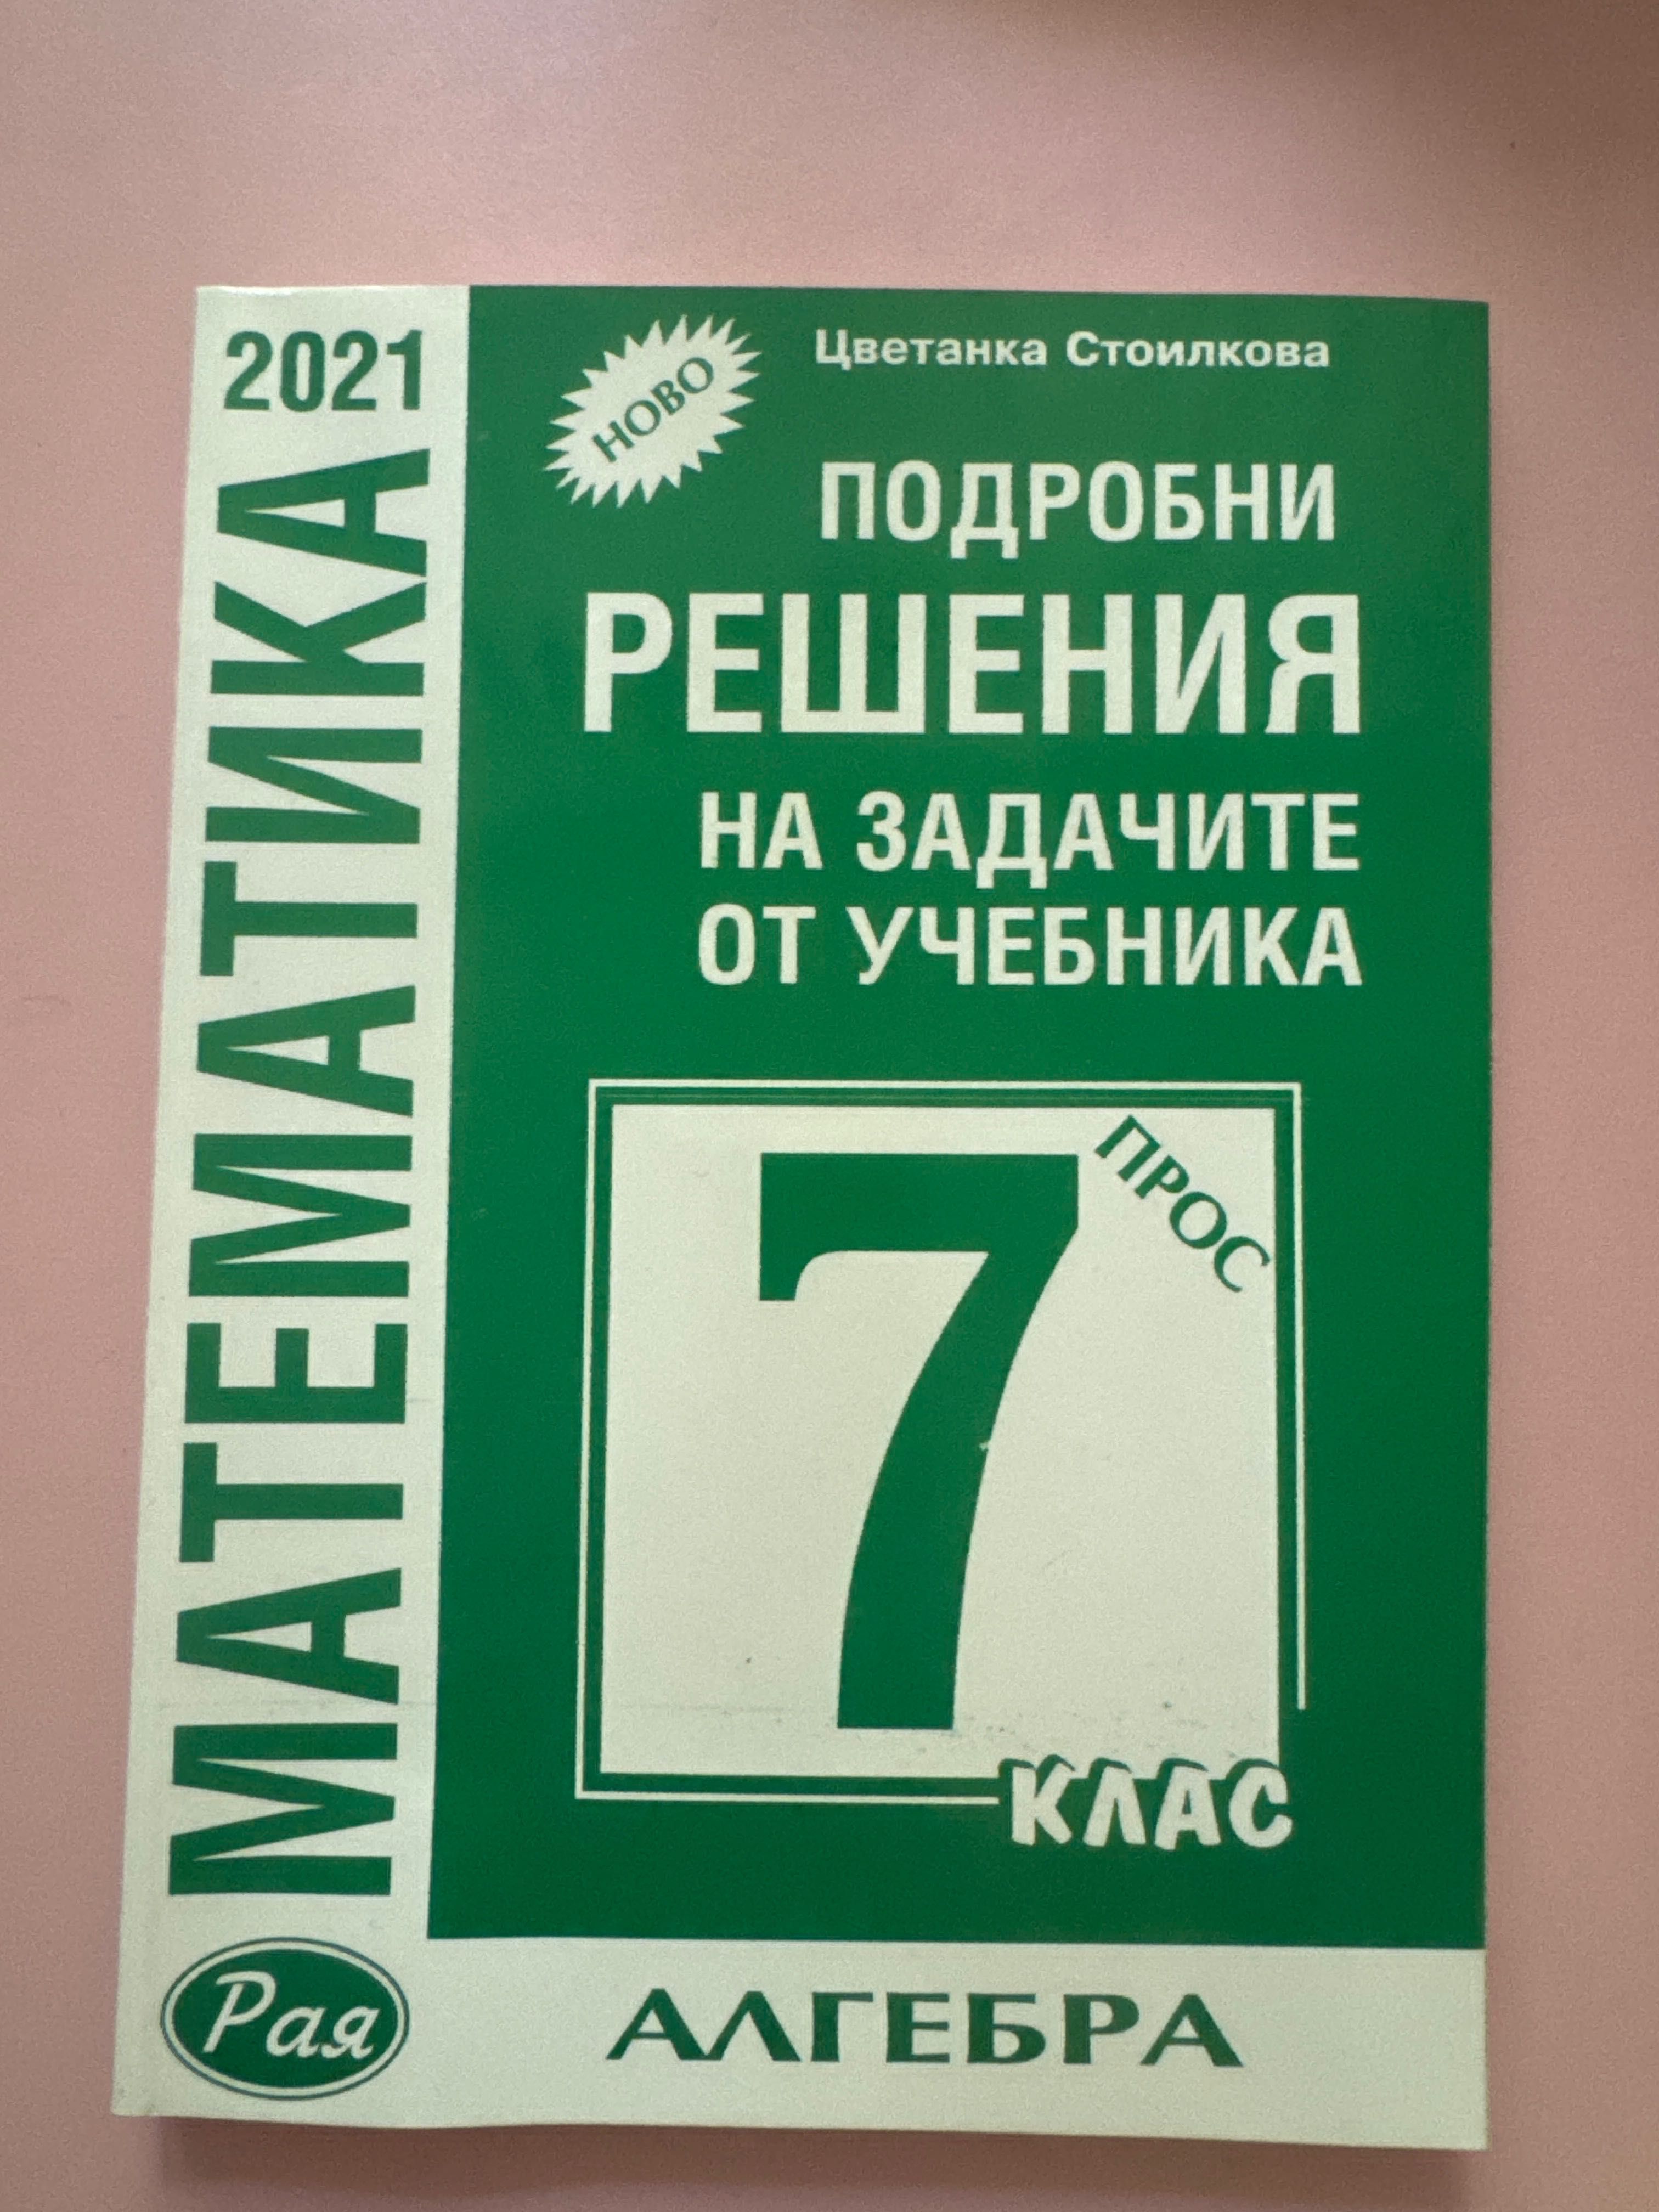 2021
МАТЕМАТИКА
НОВО
Цветанка Стоилкова
ПОДРОБНИ
РЕШЕНИЯ
НА ЗАДАЧИТЕ
ОТ УЧЕБНИКА
ПРОС
7
КЛАС
Рая
АЛГЕБРА